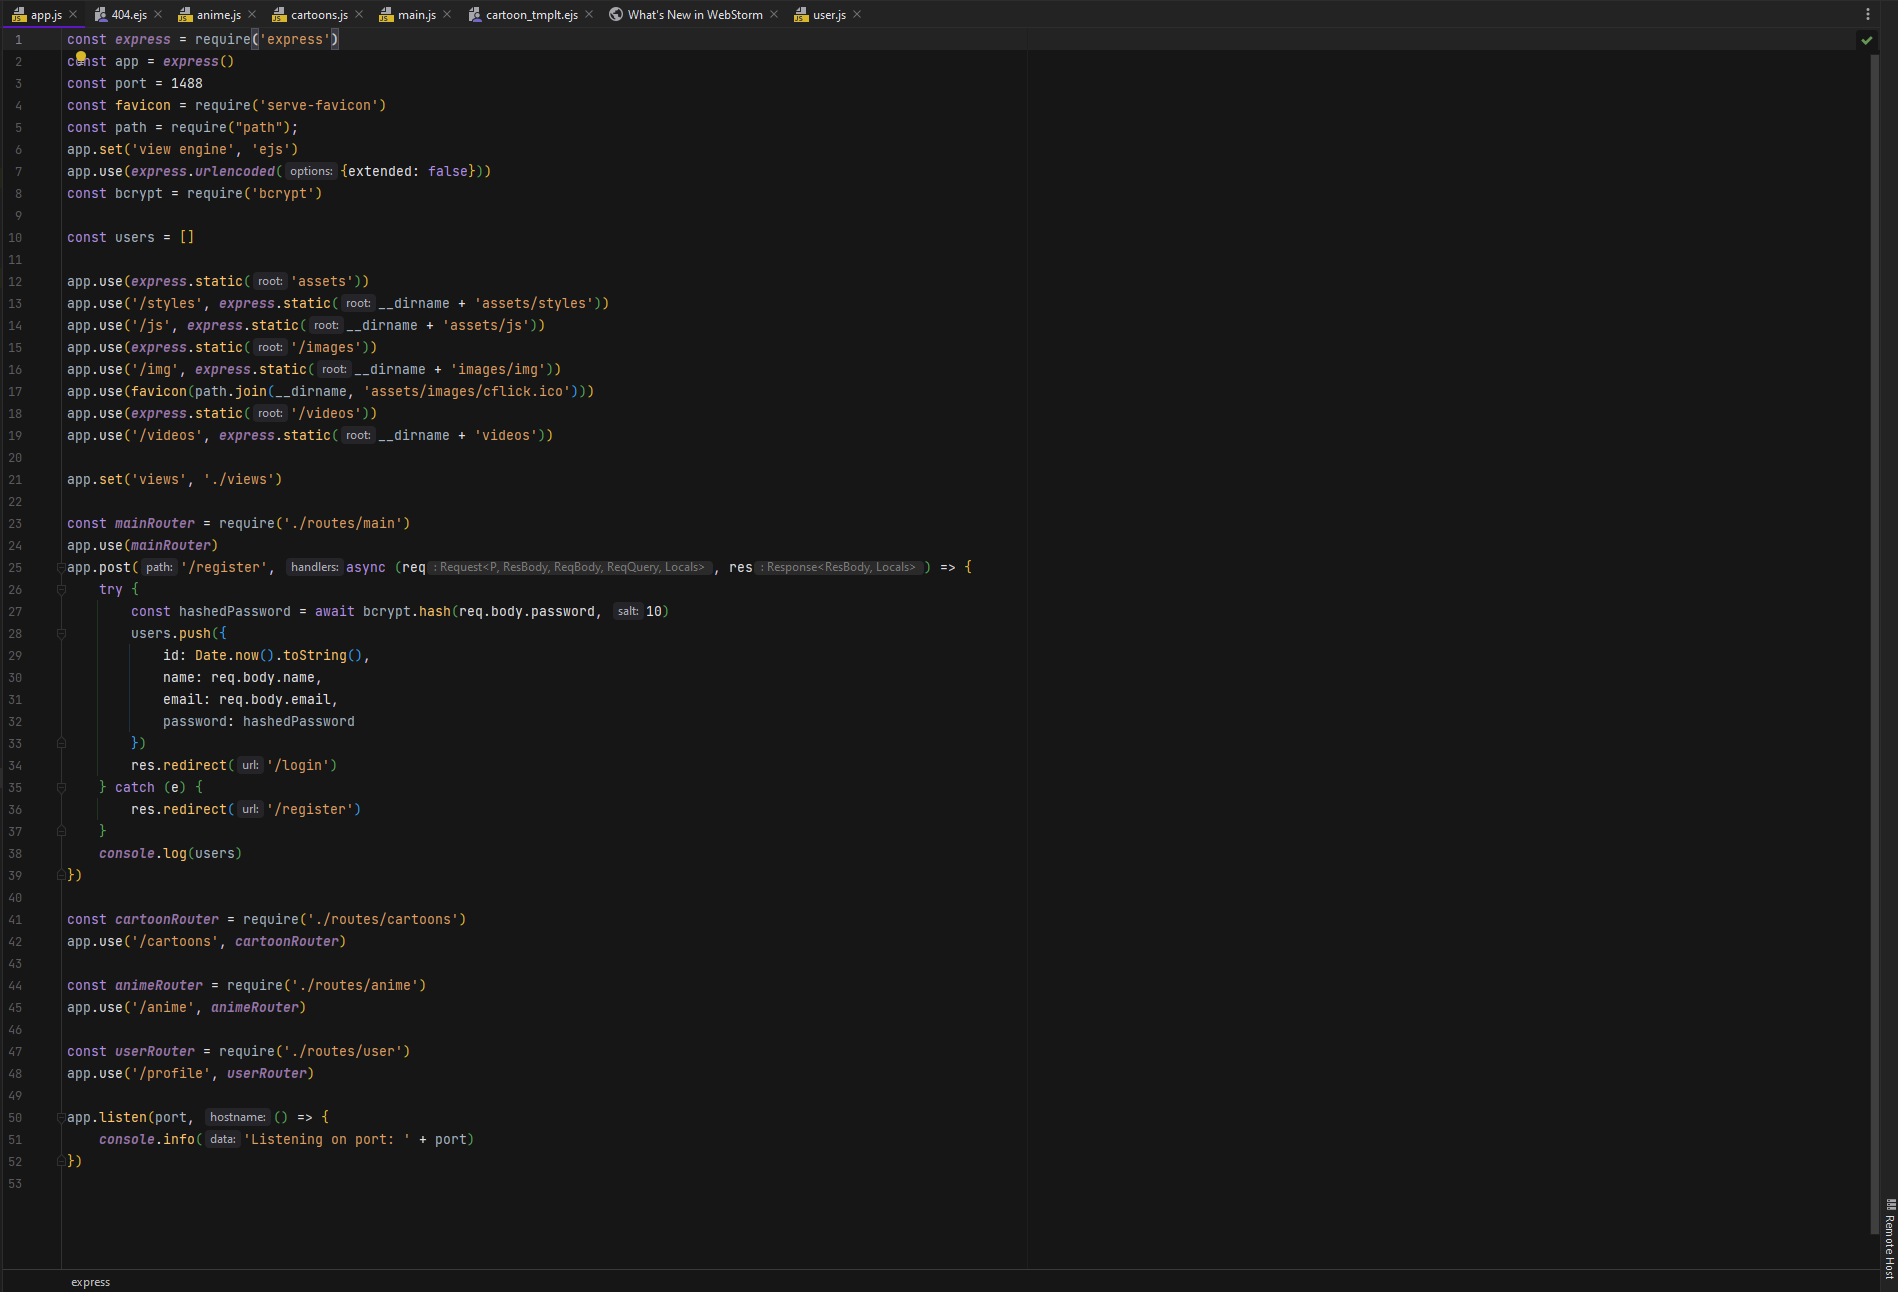 app.js 404.ejs anime.js cartoons.js main.js cartoon_tmplt.ejs What's New in WebStorm user.js
1 const express = require('express')
2 const app = express()
3 const port = 1488
4 const favicon = require('serve-favicon')
5 const path = require("path");
6 app.set('view engine', 'ejs')
7 app.use(express.urlencoded( options: {extended: false}))
8 const bcrypt = require('bcrypt')
9
10 const users = []
11
12 app.use(express.static( root: 'assets'))
13 app.use('/styles', express.static( root: __dirname + 'assets/styles'))
14 app.use('/js', express.static( root: __dirname + 'assets/js'))
15 app.use(express.static( root: '/images'))
16 app.use('/img', express.static( root: __dirname + 'images/img'))
17 app.use(favicon(path.join(__dirname, 'assets/images/cflick.ico')))
18 app.use(express.static( root: '/videos'))
19 app.use('/videos', express.static( root: __dirname + 'videos'))
20
21 app.set('views', './views')
22
23 const mainRouter = require('./routes/main')
24 app.use(mainRouter)
25 app.post( path: '/register', handlers: async (req : Request<P, ResBody, ReqBody, ReqQuery, Locals> , res : Response<ResBody, Locals> ) => {
26 try {
27 const hashedPassword = await bcrypt.hash(req.body.password, salt: 10)
28 users.push({
29 id: Date.now().toString(),
30 name: req.body.name,
31 email: req.body.email,
32 password: hashedPassword
33 })
34 res.redirect( url: '/login')
35 } catch (e) {
36 res.redirect( url: '/register')
37 }
38 console.log(users)
39 })
40
41 const cartoonRouter = require('./routes/cartoons')
42 app.use('/cartoons', cartoonRouter)
43
44 const animeRouter = require('./routes/anime')
45 app.use('/anime', animeRouter)
46
47 const userRouter = require('./routes/user')
48 app.use('/profile', userRouter)
49
50 app.listen(port, hostname: () => {
51 console.info( data: 'Listening on port: ' + port)
52 })
53
Remote Host
express